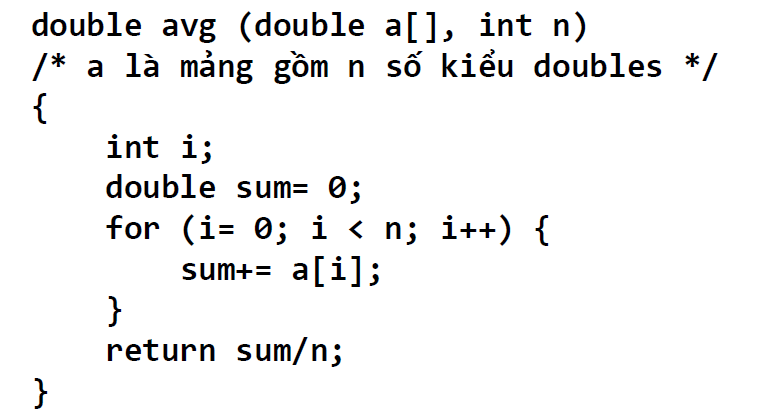 double avg (double a[], int n)
/* a là mảng gồm n số kiểu doubles */
{
    int i;
    double sum= 0;
    for (i= 0; i < n; i++) {
        sum+= a[i];
    }
    return sum/n;
}